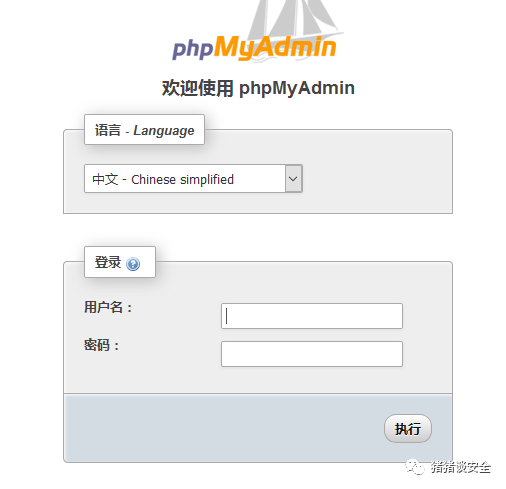 phpMyAdmin
欢迎使用 phpMyAdmin
语言 - Language
中文 - Chinese simplified
登录
用户名：
密码：
执行
猪猪谈安全